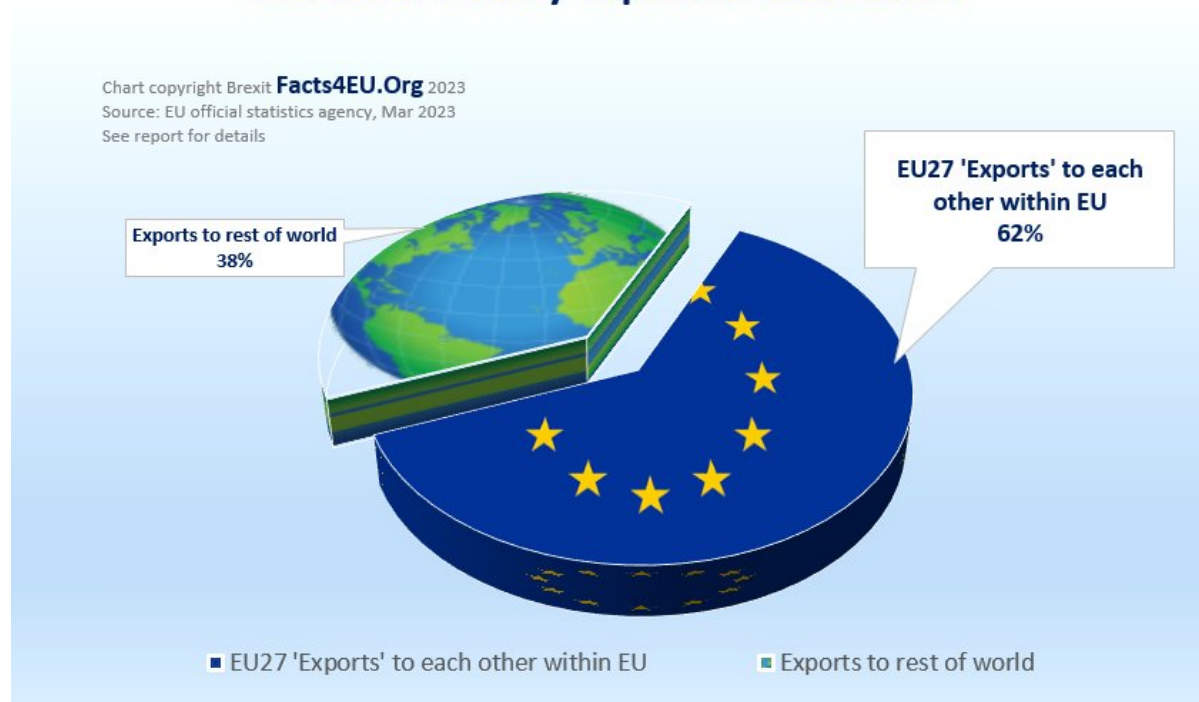 Chart copyright Brexit Facts4EU.Org 2023
Source: EU official statistics agency, Mar 2023
See report for details
EU27 'Exports' to each
other within EU
62%
Exports to rest of world
38%
EU27 'Exports' to each other within EU
Exports to rest of world